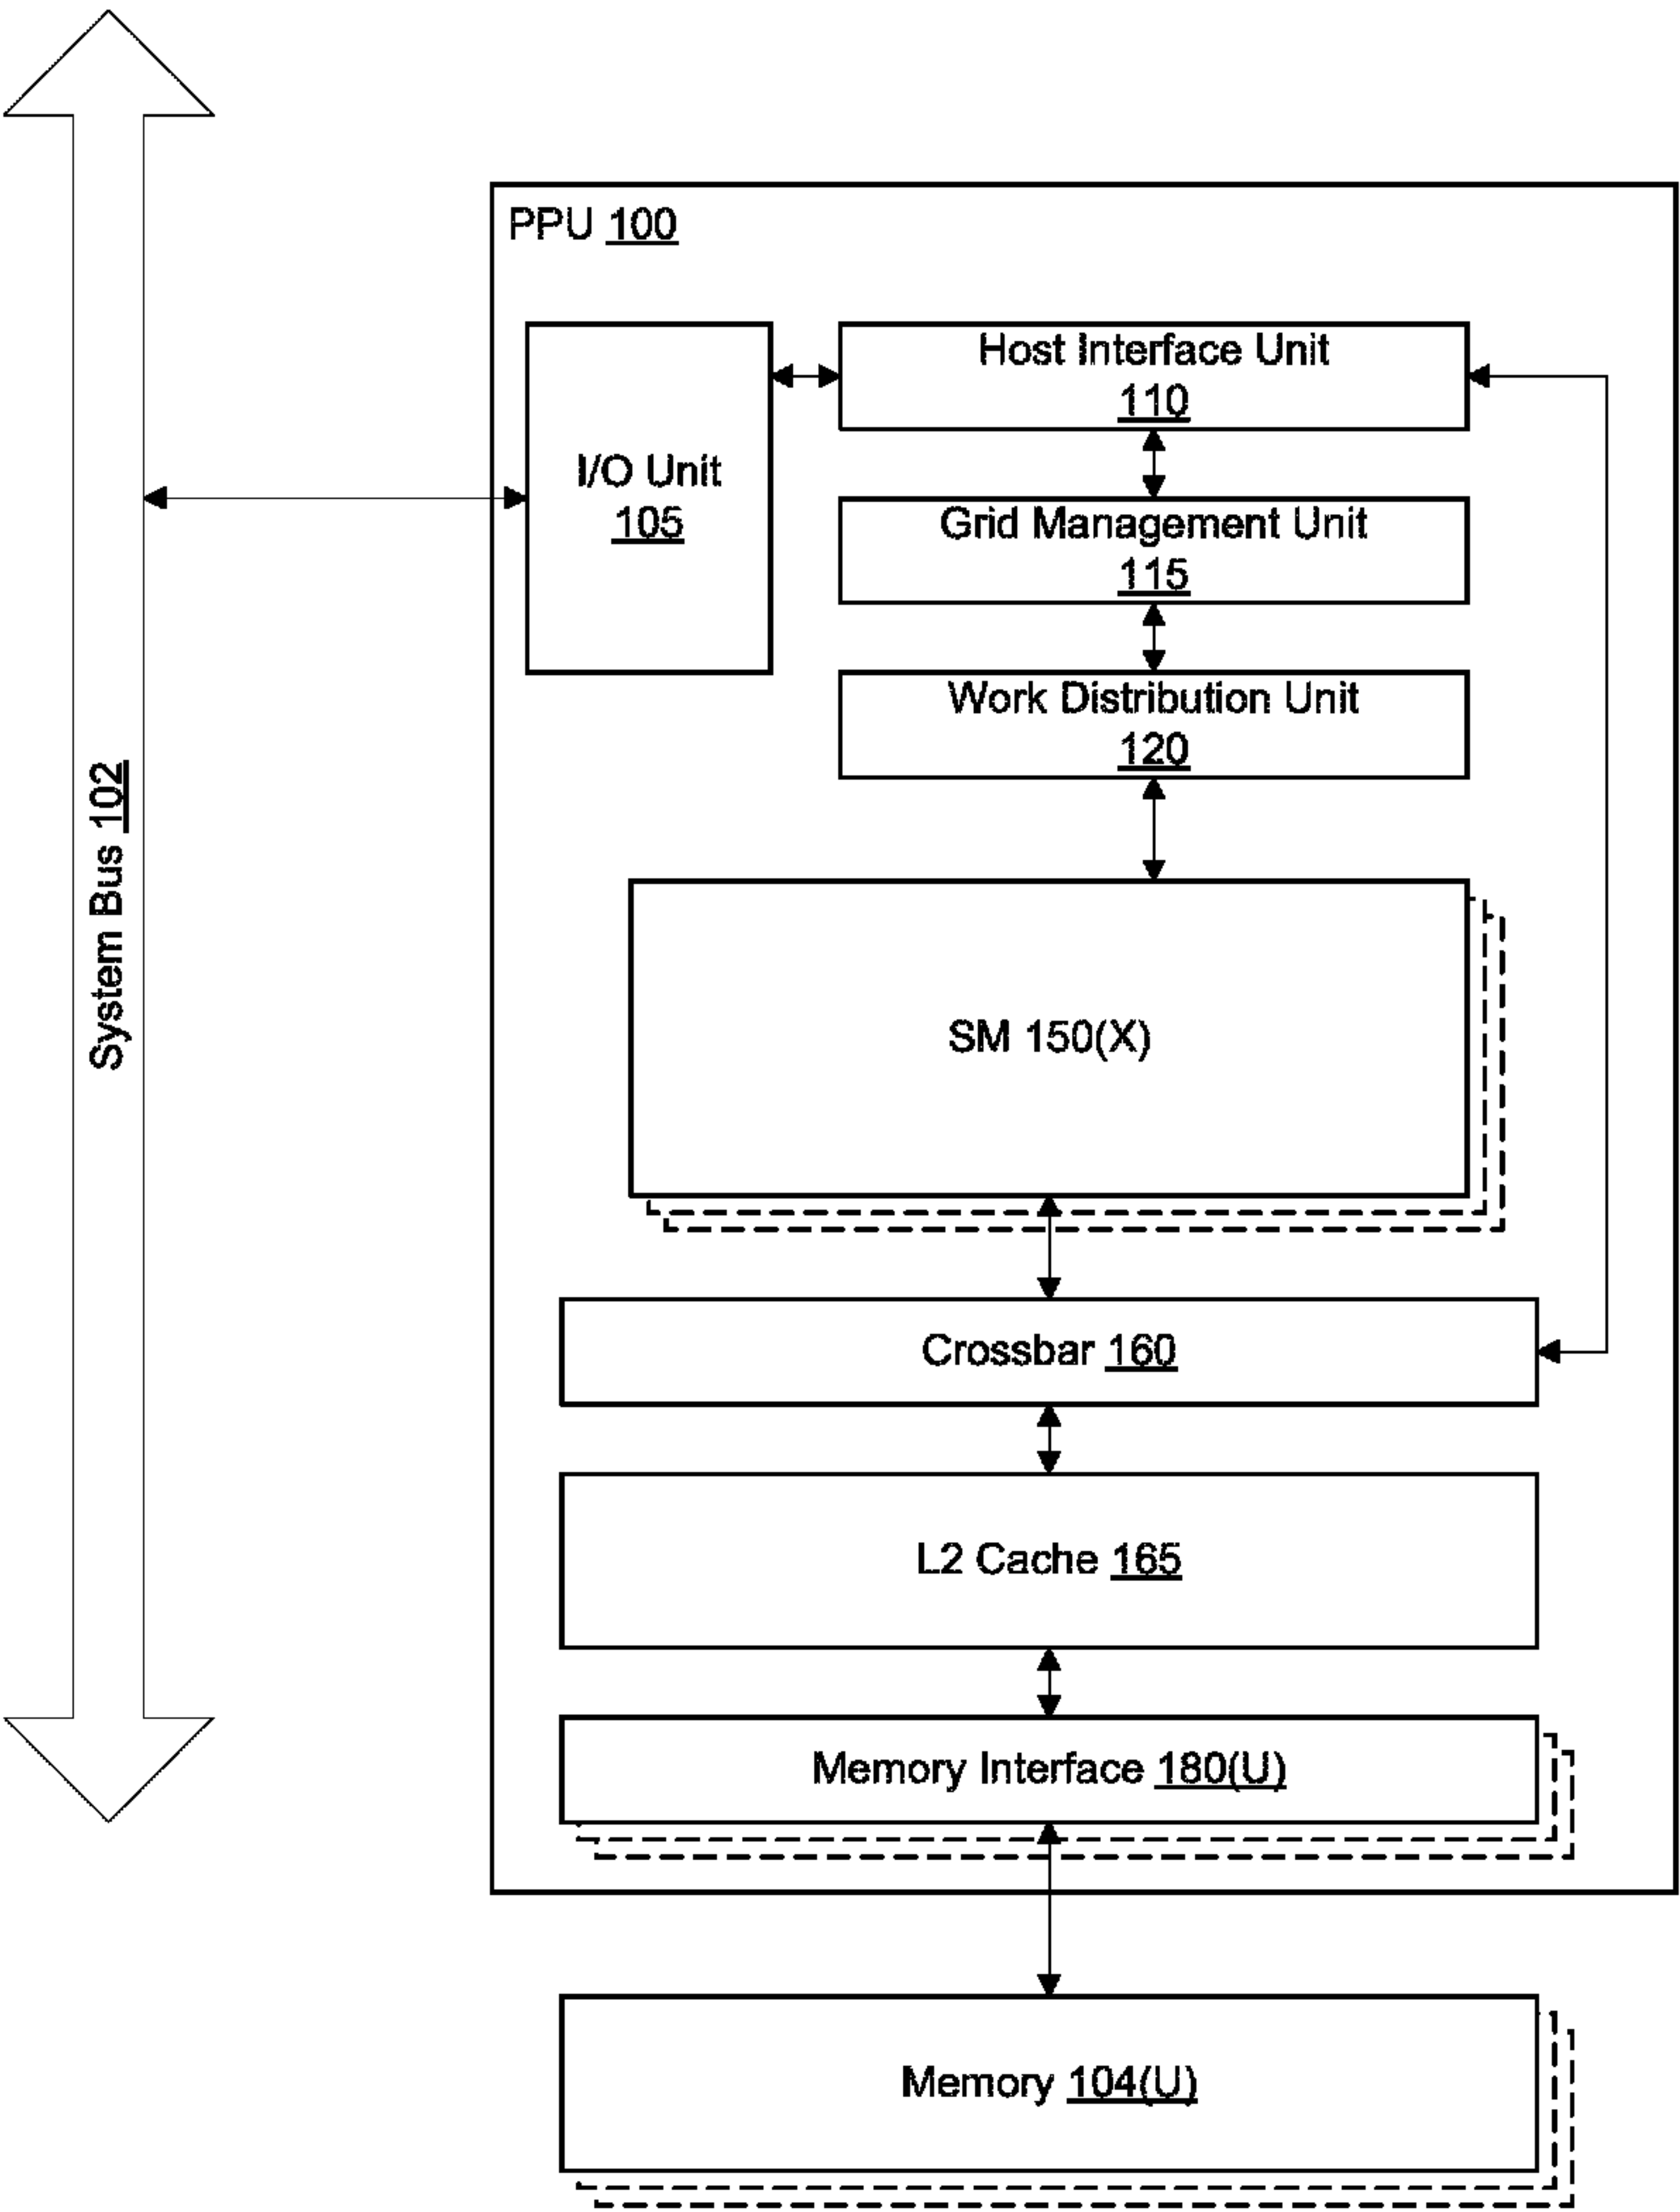 PPU 100
Host Interface Unit
110
I/O Unit
105
Grid Management Unit
115
Work Distribution Unit
120
System Bus 102
SM 150(X)
Crossbar 160
L2 Cache 165
Memory Interface 180(U)
Memory 104(U)